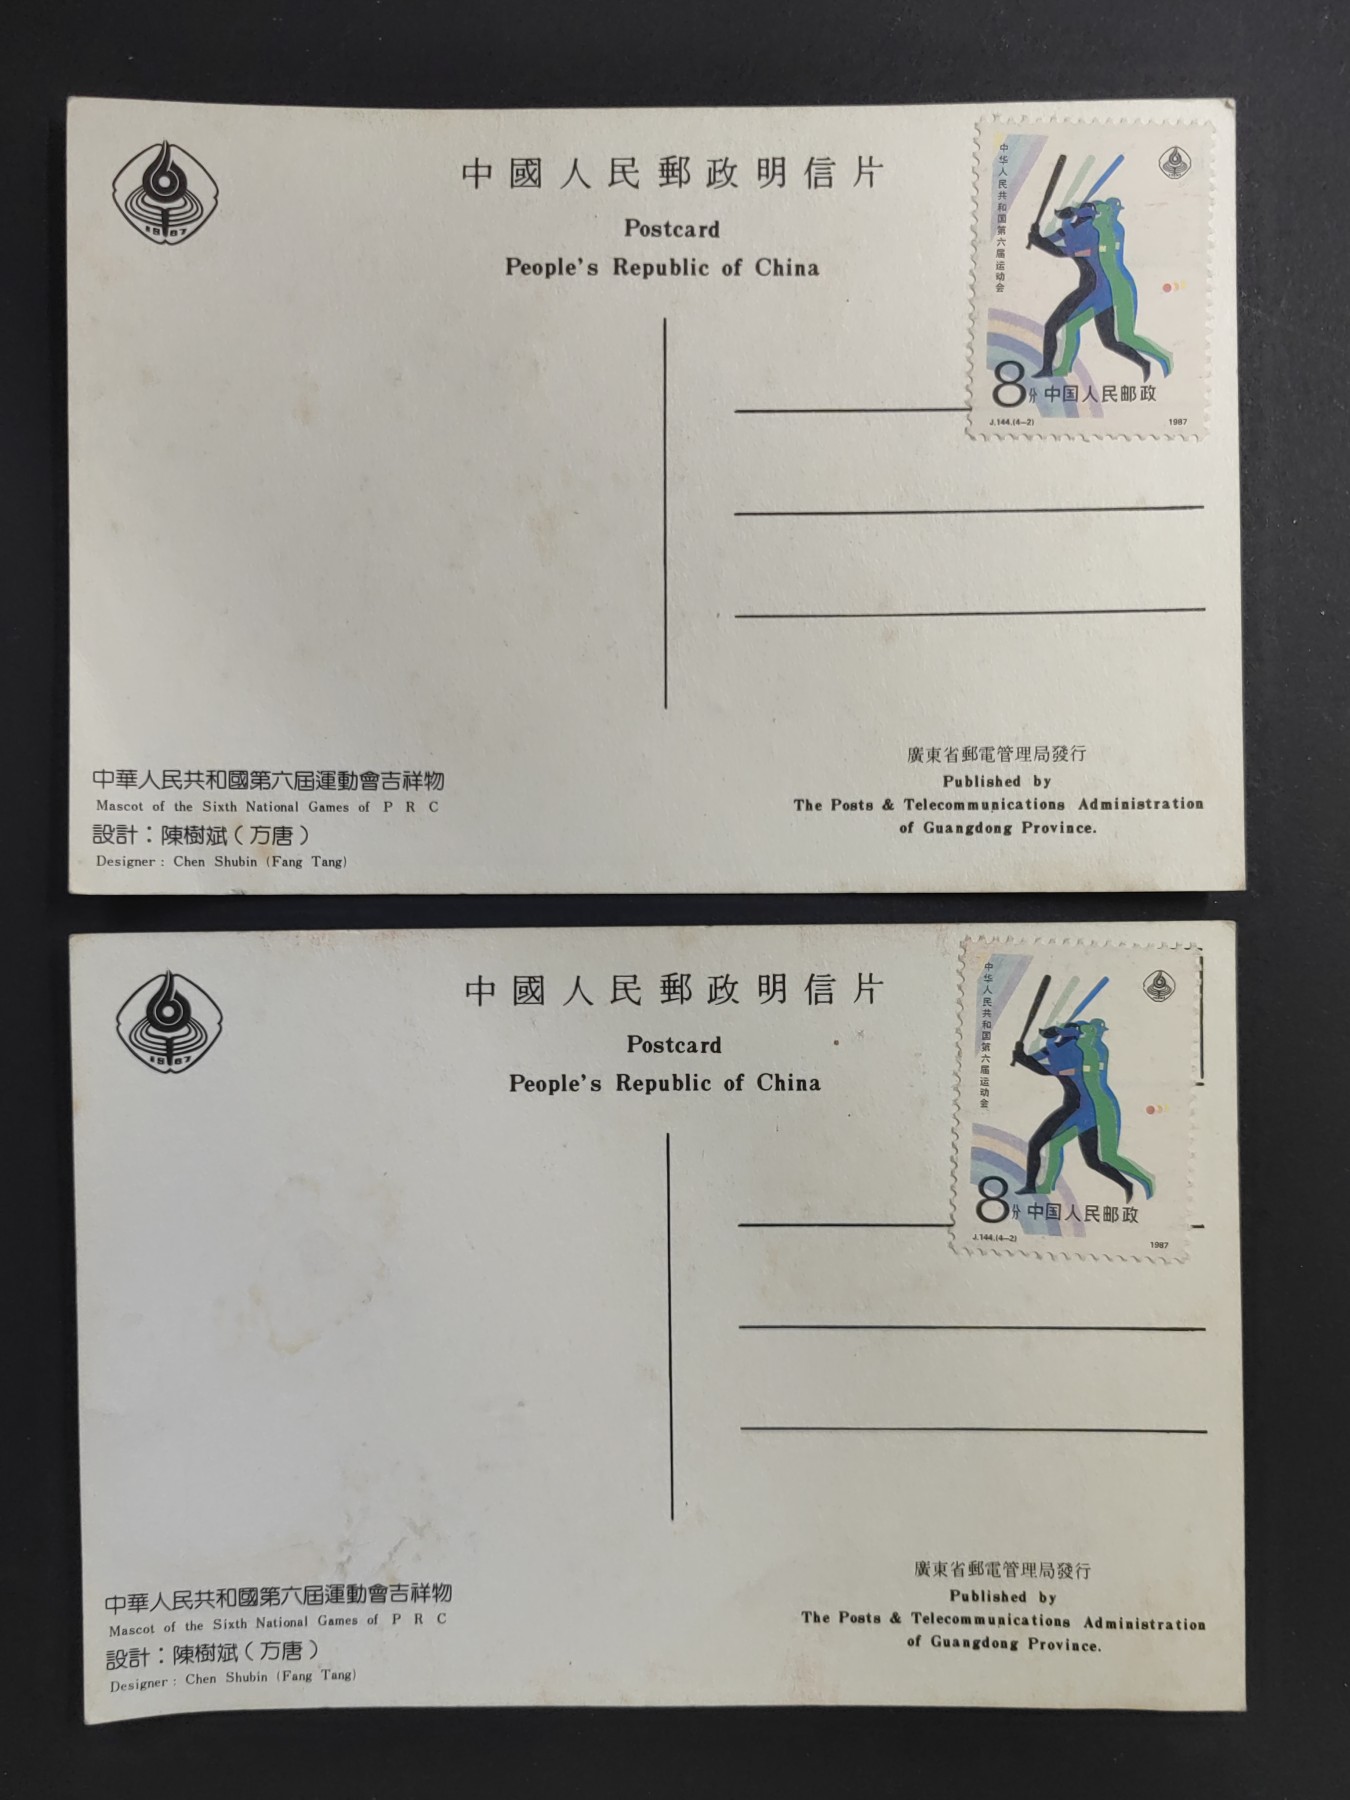 1987
中國人民郵政明信片
Postcard
People's Republic of China
中华人民共和国第六届运动会
8分 中国人民邮政
J.144.(4—2) 1987
中華人民共和國第六屆運動會吉祥物
Mascot of the Sixth National Games of P R C
設計：陳樹斌（方唐）
Designer: Chen Shubin (Fang Tang)
廣東省郵電管理局發行
Published by
The Posts & Telecommunications Administration
of Guangdong Province.
1987
中國人民郵政明信片
Postcard
People's Republic of China
中华人民共和国第六届运动会
8分 中国人民邮政
J.144.(4—2) 1987
中華人民共和國第六屆運動會吉祥物
Mascot of the Sixth National Games of P R C
設計：陳樹斌（方唐）
Designer: Chen Shubin (Fang Tang)
廣東省郵電管理局發行
Published by
The Posts & Telecommunications Administration
of Guangdong Province.